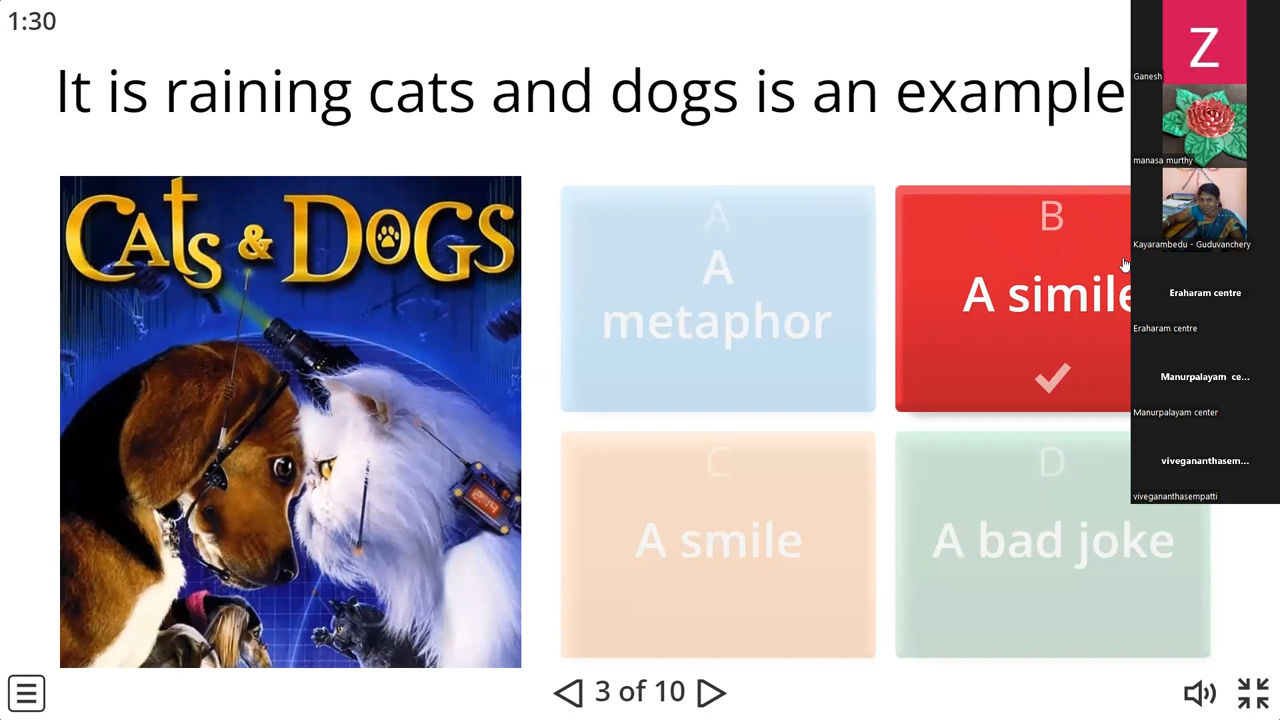 1:30
It is raining cats and dogs is an example
CATS & DOGS
A
A
metaphor
B
A simile
C
A smile
D
A bad joke
3 of 10
Z
Ganesh
manasa murthy
Kayarambedu - Guduvanchery
Eraharam centre
Eraharam centre
Manurpalayam ce...
Manurpalayam center
vivegananthasem...
vivegananthasempatti